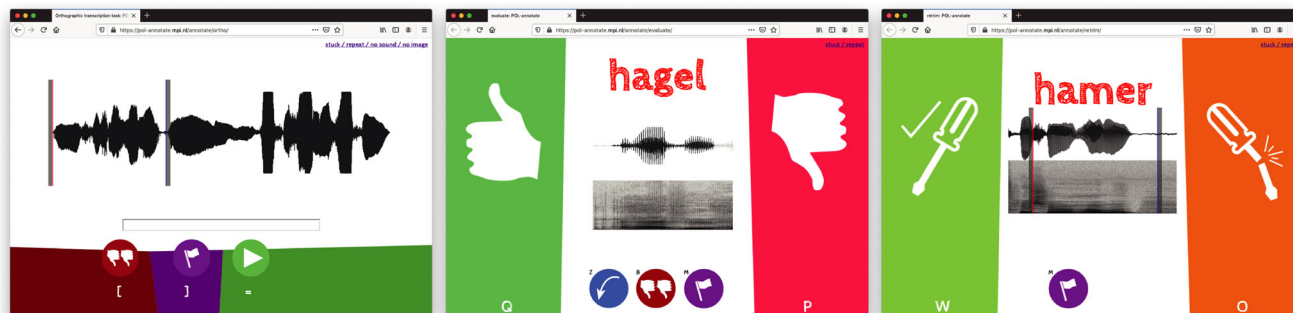 Orthographic transcription task: PO
https://pol-annotate.mpi.nl/annotate/ortho/
stuck / repeat / no sound / no image
[
]
=
evaluate: POL-annotate
https://pol-annotate.mpi.nl/annotate/evaluate/
stuck / repeat
hagel
Z
B
M
Q
P
retrim: POL-annotate
https://pol-annotate.mpi.nl/annotate/retrim/
stuck / repe
hamer
M
W
O